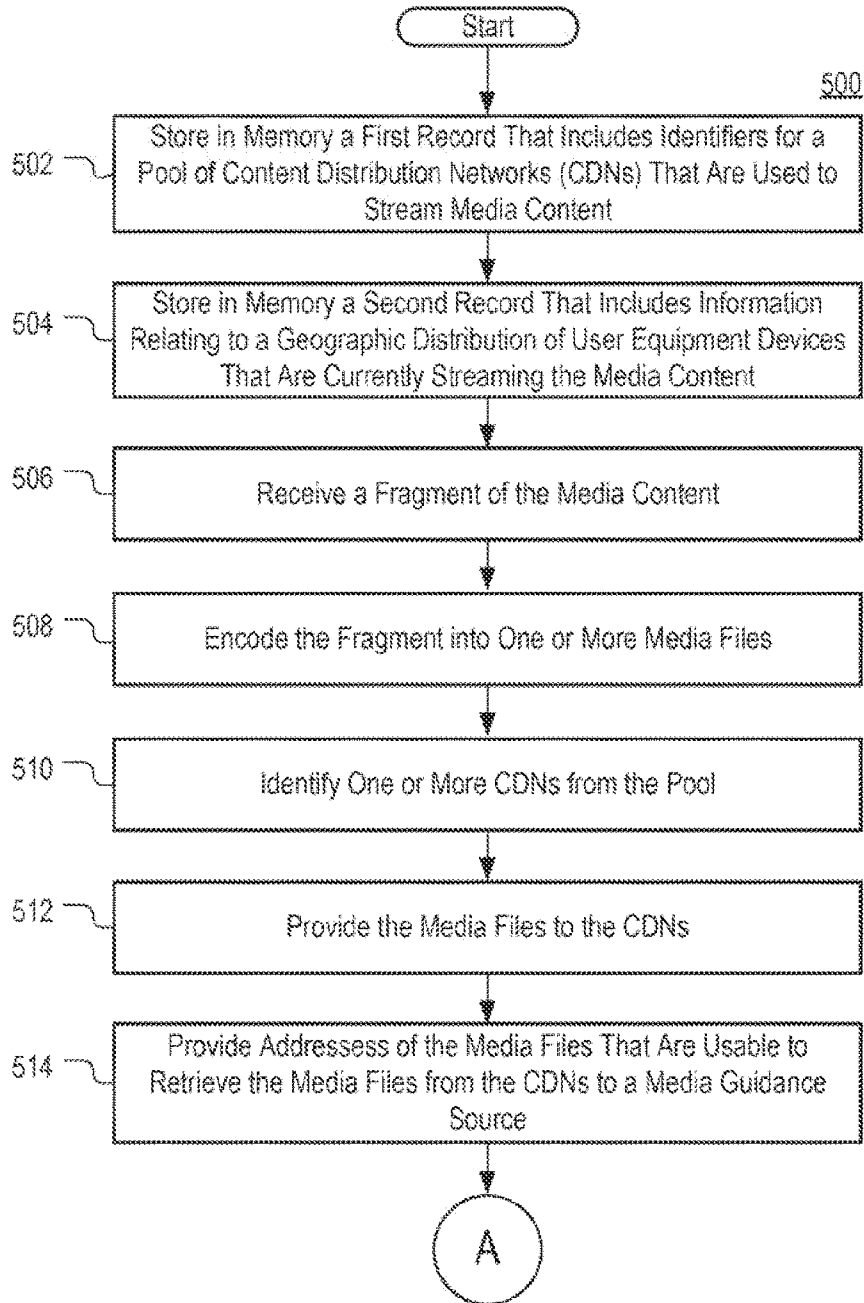 Start
500
502
Store in Memory a First Record That Includes Identifiers for a
Pool of Content Distribution Networks (CDNs) That Are Used to
Stream Media Content
504
Store in Memory a Second Record That Includes Information
Relating to a Geographic Distribution of User Equipment Devices
That Are Currently Streaming the Media Content
506
Receive a Fragment of the Media Content
508
Encode the Fragment into One or More Media Files
510
Identify One or More CDNs from the Pool
512
Provide the Media Files to the CDNs
514
Provide Addressess of the Media Files That Are Usable to
Retrieve the Media Files from the CDNs to a Media Guidance
Source
A